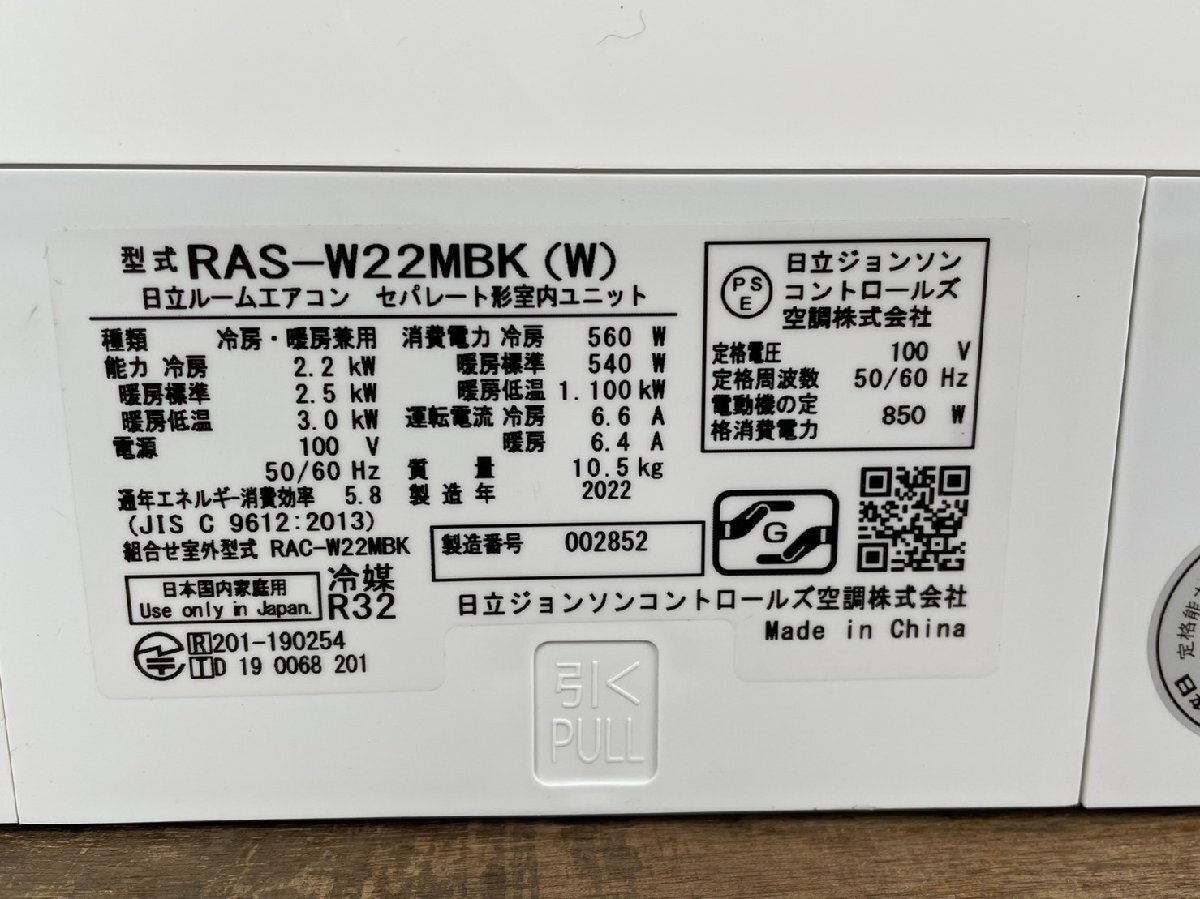 型式 RAS-W22MBK (W)
日立ルームエアコン セパレート形室内ユニット
種類 冷房・暖房兼用
能力 冷房 2.2 kW
暖房標準 2.5 kW
暖房低温 3.0 kW
電源 100 V
50/60 Hz
通年エネルギー消費効率 5.8
(JIS C 9612:2013)
組合せ室外型式 RAC-W22MBK
消費電力 冷房 560 W
暖房標準 540 W
暖房低温 1.100 kW
運転電流 冷房 6.6 A
暖房 6.4 A
質量 10.5 kg
製造年 2022
製造番号 002852
日本国内家庭用
Use only in Japan.
冷媒
R32
R 201-190254
T D 19 0068 201
PS
E
日立ジョンソン
コントロールズ
空調株式会社
定格電圧 100 V
定格周波数 50/60 Hz
電動機の定
格消費電力 850 W
G
日立ジョンソンコントロールズ空調株式会社
Made in China
引く
PULL
定格能